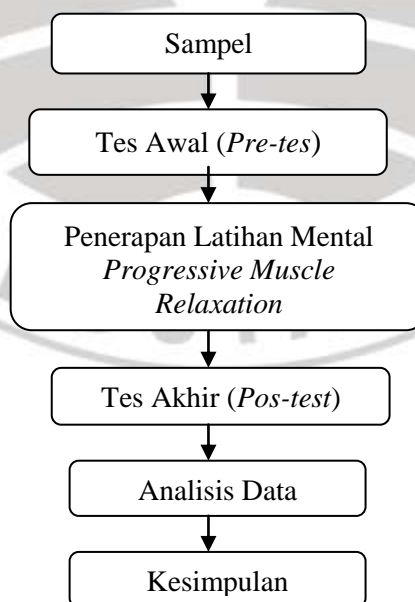 Sampel
Tes Awal (Pre-tes)
Penerapan Latihan Mental
Progressive Muscle
Relaxation
Tes Akhir (Pos-test)
Analisis Data
Kesimpulan